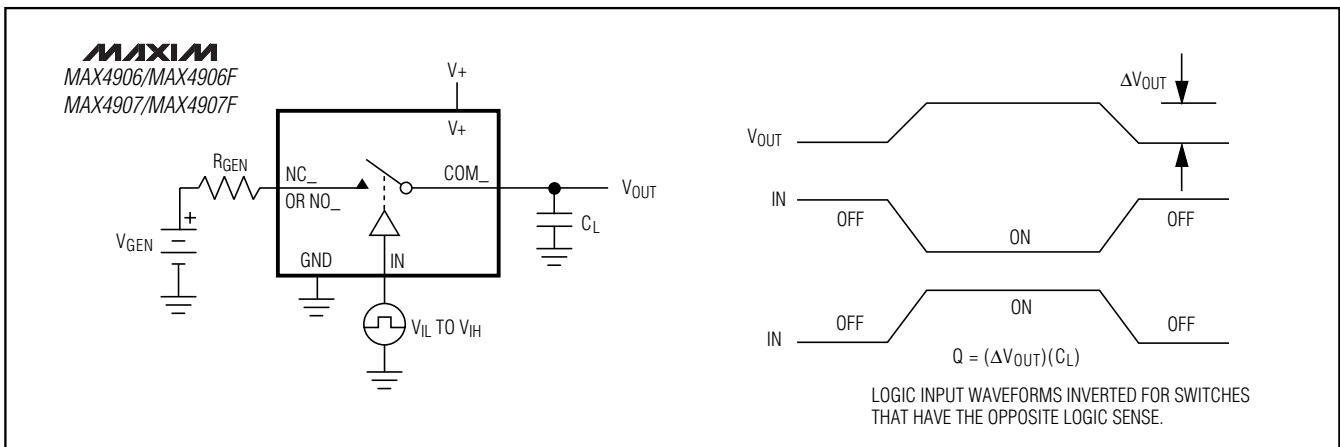 MAXIM
MAX4906/MAX4906F
MAX4907/MAX4907F
V+
V+
RGEN
NC_
OR NO_
COM_
VOUT
CL
VGEN
+
GND
IN
VIL TO VIH
ΔVOUT
VOUT
IN
OFF
ON
OFF
IN
OFF
ON
OFF
Q = (ΔVOUT)(CL)
LOGIC INPUT WAVEFORMS INVERTED FOR SWITCHES
THAT HAVE THE OPPOSITE LOGIC SENSE.